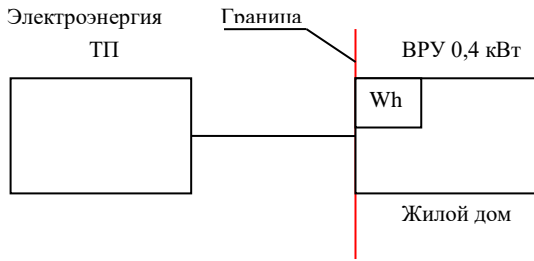 Электроэнергия
Граница
ТП
ВРУ 0,4 кВт
Wh
Жилой дом